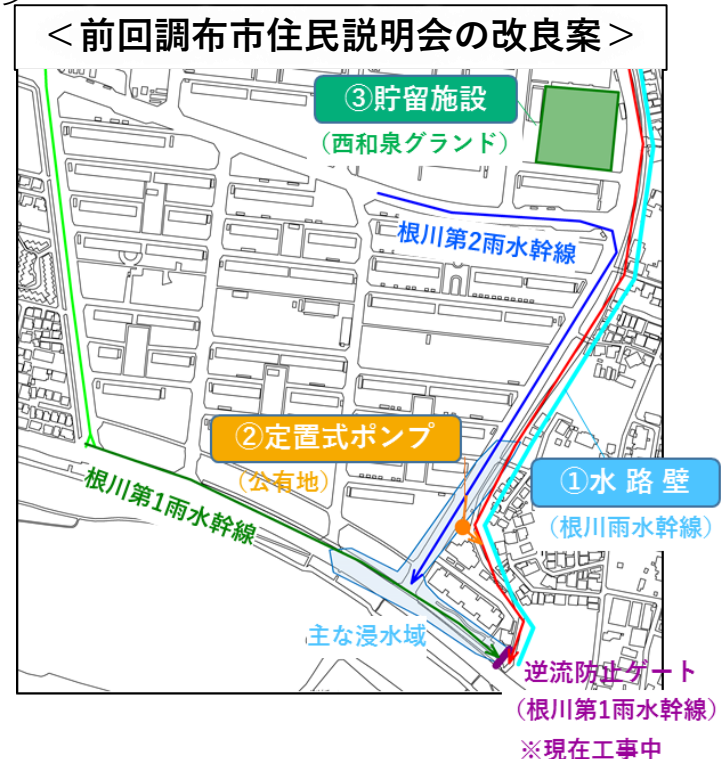 ＜前回調布市住民説明会の改良案＞
③貯留施設
（西和泉グランド）
根川第2雨水幹線
②定置式ポンプ
（公有地）
①水路壁
（根川雨水幹線）
根川第1雨水幹線
主な浸水域
逆流防止ゲート
（根川第1雨水幹線）
※現在工事中